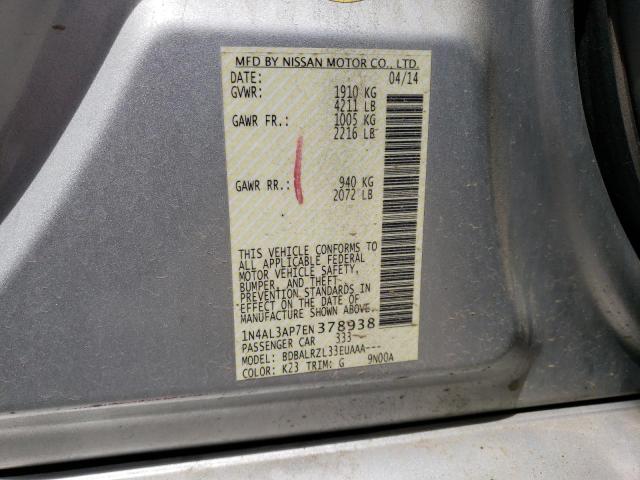 MFD BY NISSAN MOTOR CO., LTD.
DATE: 04/14
GVWR: 1910 KG
4211 LB
GAWR FR.: 1005 KG
2216 LB
GAWR RR.: 940 KG
2072 LB
THIS VEHICLE CONFORMS TO
ALL APPLICABLE FEDERAL
MOTOR VEHICLE SAFETY,
BUMPER, AND THEFT
PREVENTION STANDARDS IN
EFFECT ON THE DATE OF
MANUFACTURE SHOWN ABOVE.
1N4AL3AP7EN378938
PASSENGER CAR 333
MODEL: BDBALRZL33EUAAA---
COLOR: K23 TRIM: G 9N00A